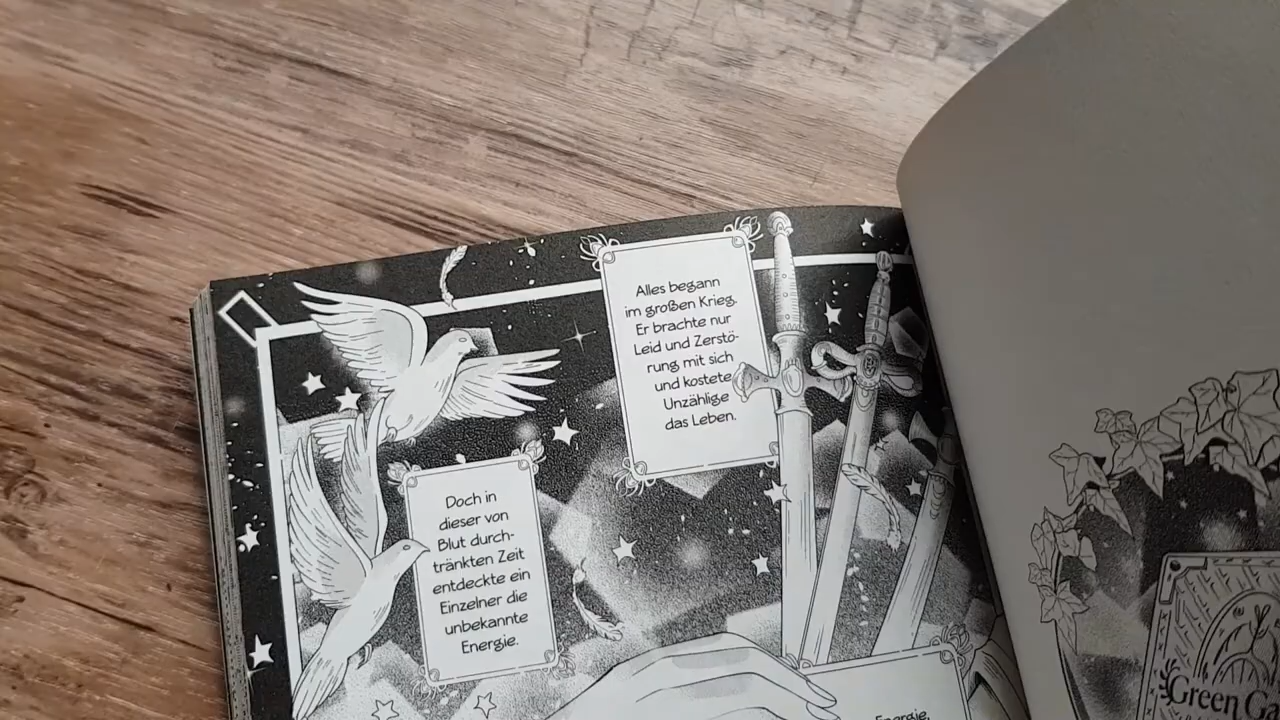 Alles begann
im großen Krieg.
Er brachte nur
Leid und Zerstö-
rung mit sich
und kostete
Unzählige
das Leben.
Doch in
dieser von
Blut durch-
tränkten Zeit
entdeckte ein
Einzelner die
unbekannte
Energie.
Energie,
Green